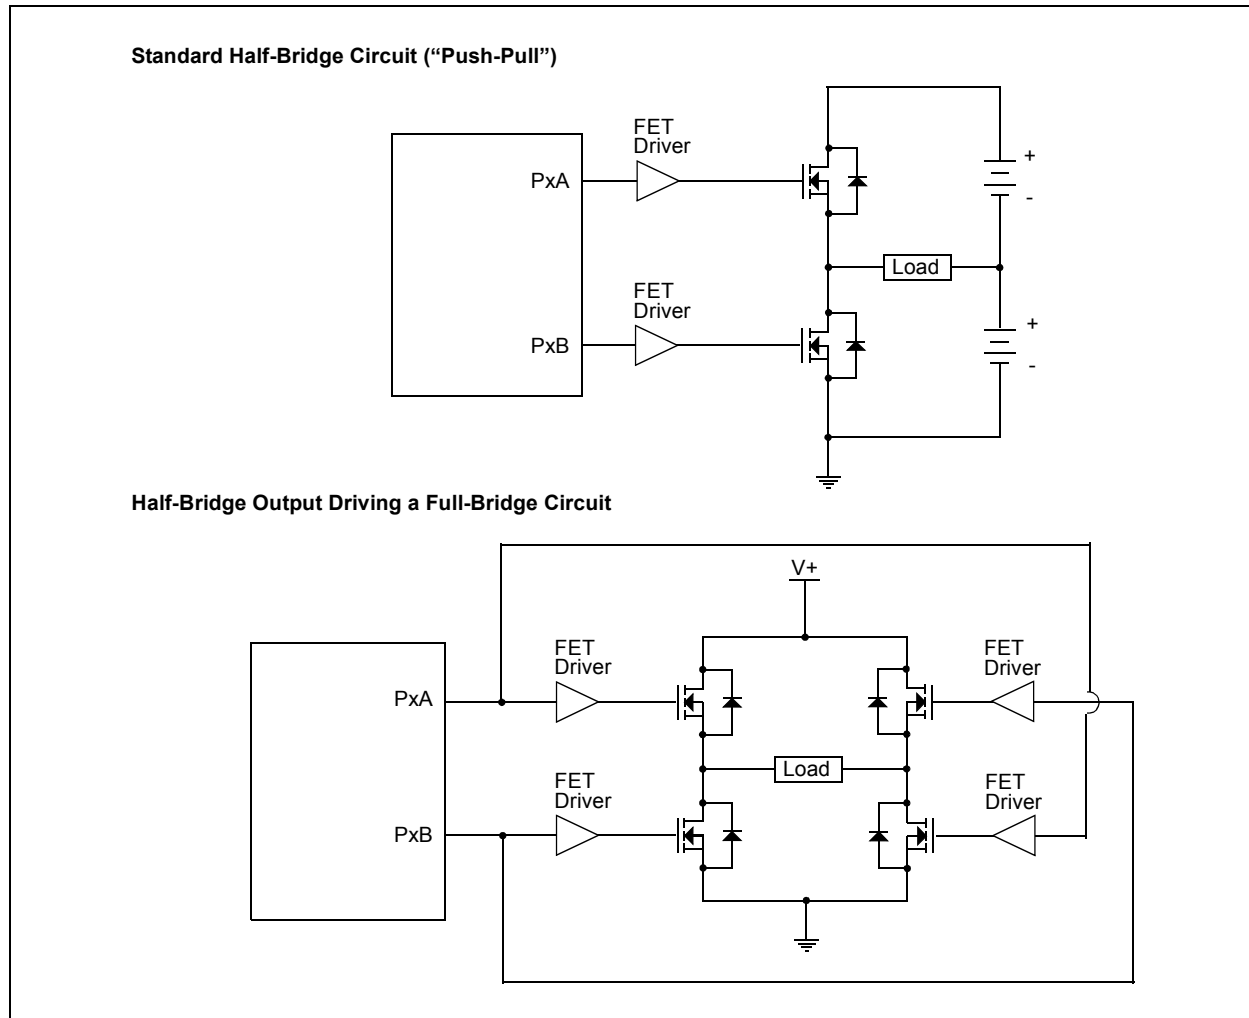 Standard Half-Bridge Circuit (“Push-Pull”)
FET
Driver
PxA
+
-
Load
FET
Driver
PxB
+
-
Half-Bridge Output Driving a Full-Bridge Circuit
V+
FET
Driver
FET
Driver
PxA
Load
FET
Driver
FET
Driver
PxB